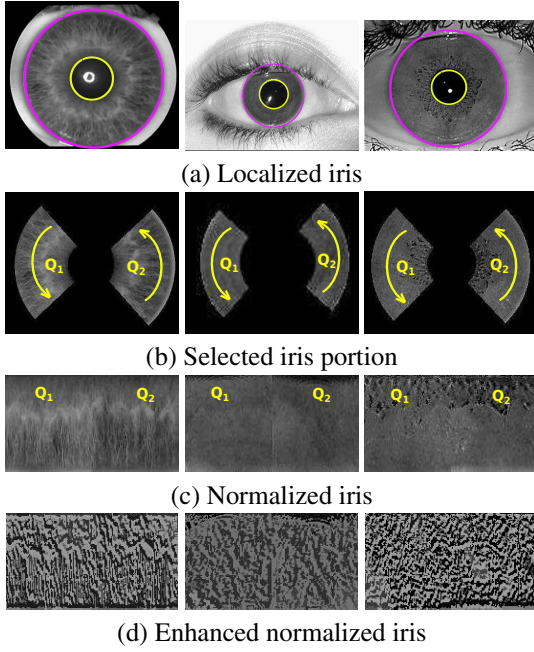 (a) Localized iris
Q1 Q2 Q1 Q2 Q1 Q2
(b) Selected iris portion
Q1 Q2 Q1 Q2 Q1 Q2
(c) Normalized iris
(d) Enhanced normalized iris